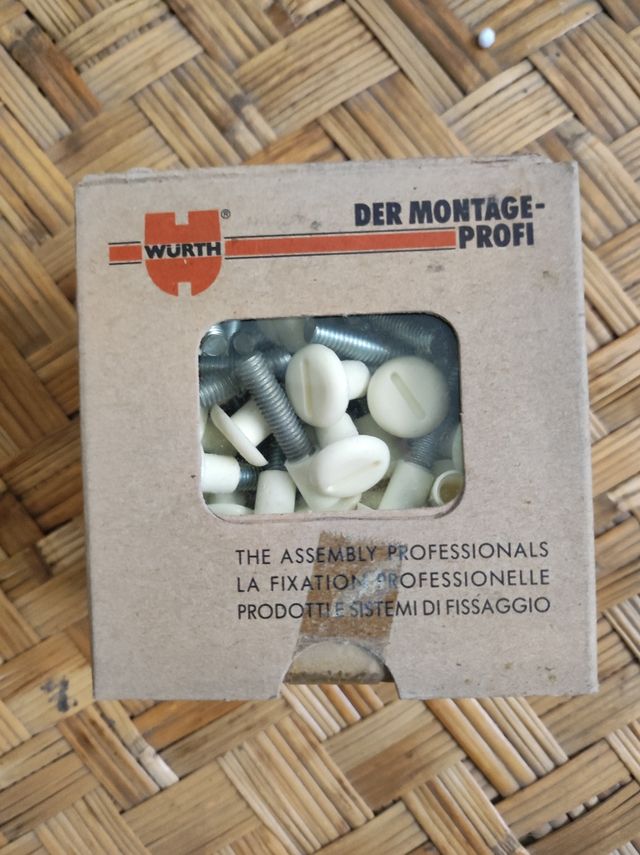 WÜRTH®
DER MONTAGE-
PROFI
THE ASSEMBLY PROFESSIONALS
LA FIXATION PROFESSIONELLE
PRODOTTI E SISTEMI DI FISSAGGIO